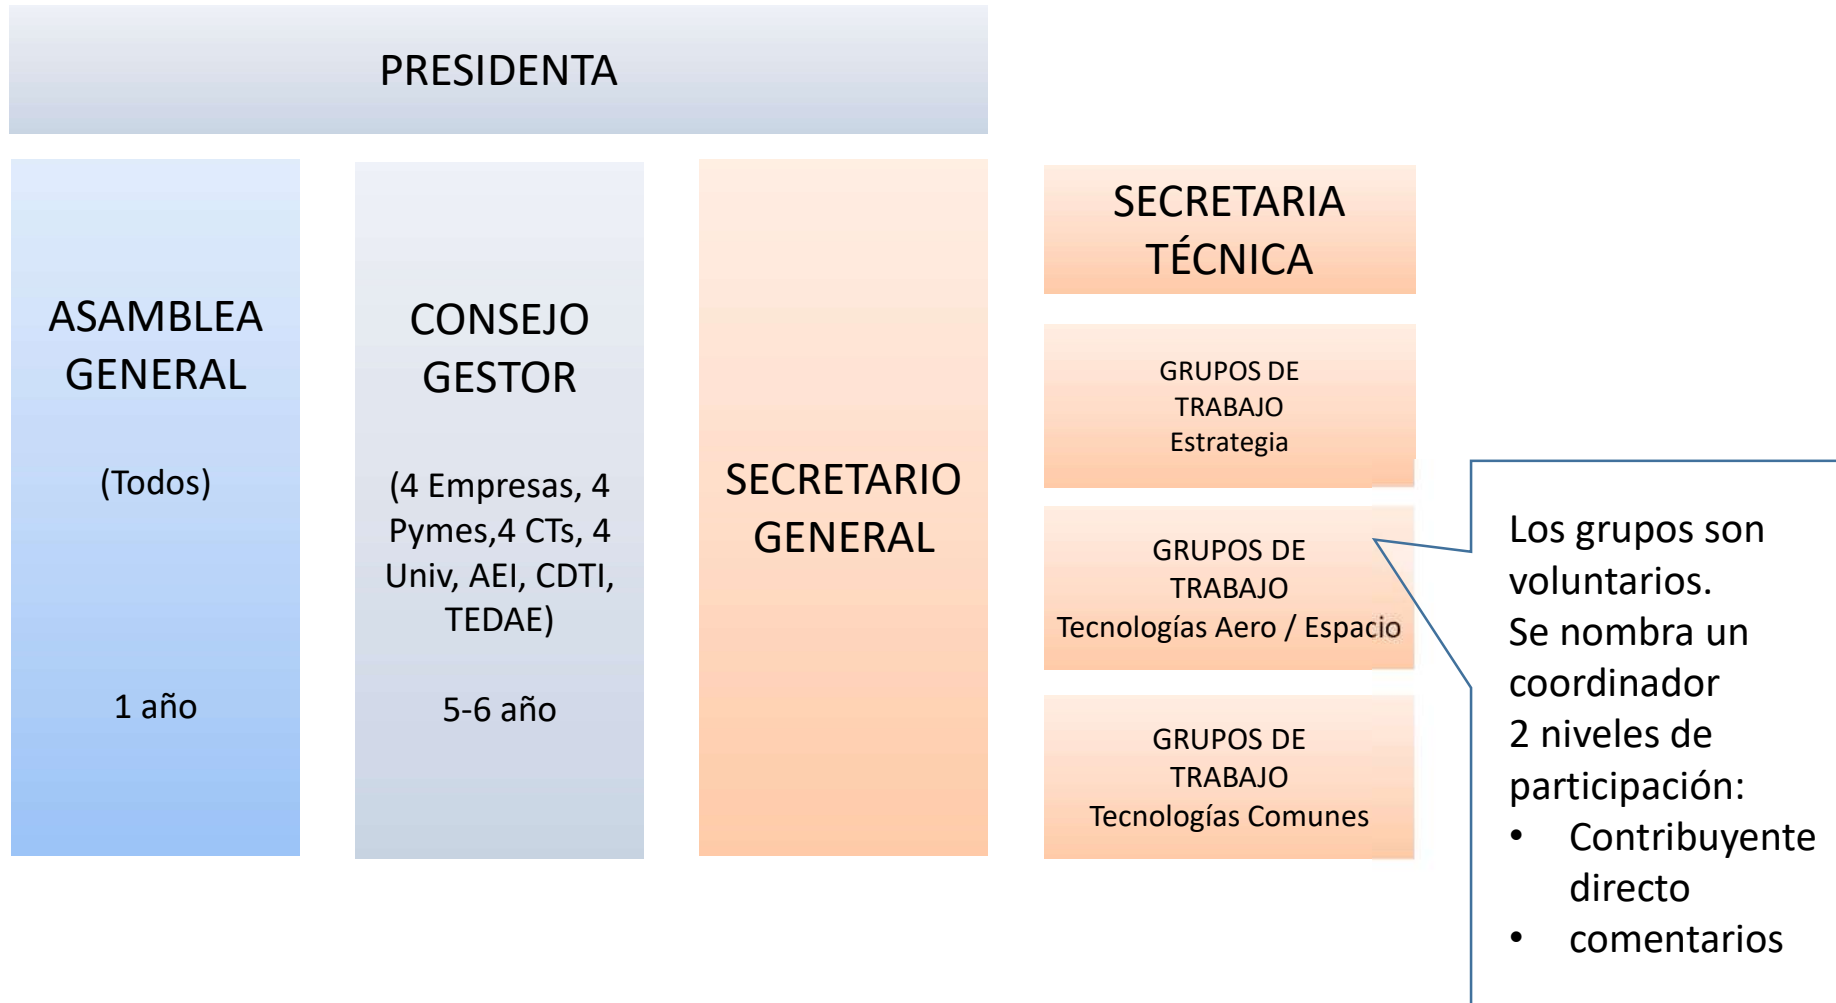 PRESIDENTA
ASAMBLEA
GENERAL
(Todos)
1 año
CONSEJO
GESTOR
(4 Empresas, 4
Pymes,4 CTs, 4
Univ, AEI, CDTI,
TEDAE)
5-6 año
SECRETARIO
GENERAL
SECRETARIA
TÉCNICA
GRUPOS DE
TRABAJO
Estrategia
GRUPOS DE
TRABAJO
Tecnologías Aero / Espacio
GRUPOS DE
TRABAJO
Tecnologías Comunes
Los grupos son
voluntarios.
Se nombra un
coordinador
2 niveles de
participación:
• Contribuyente
directo
• comentarios